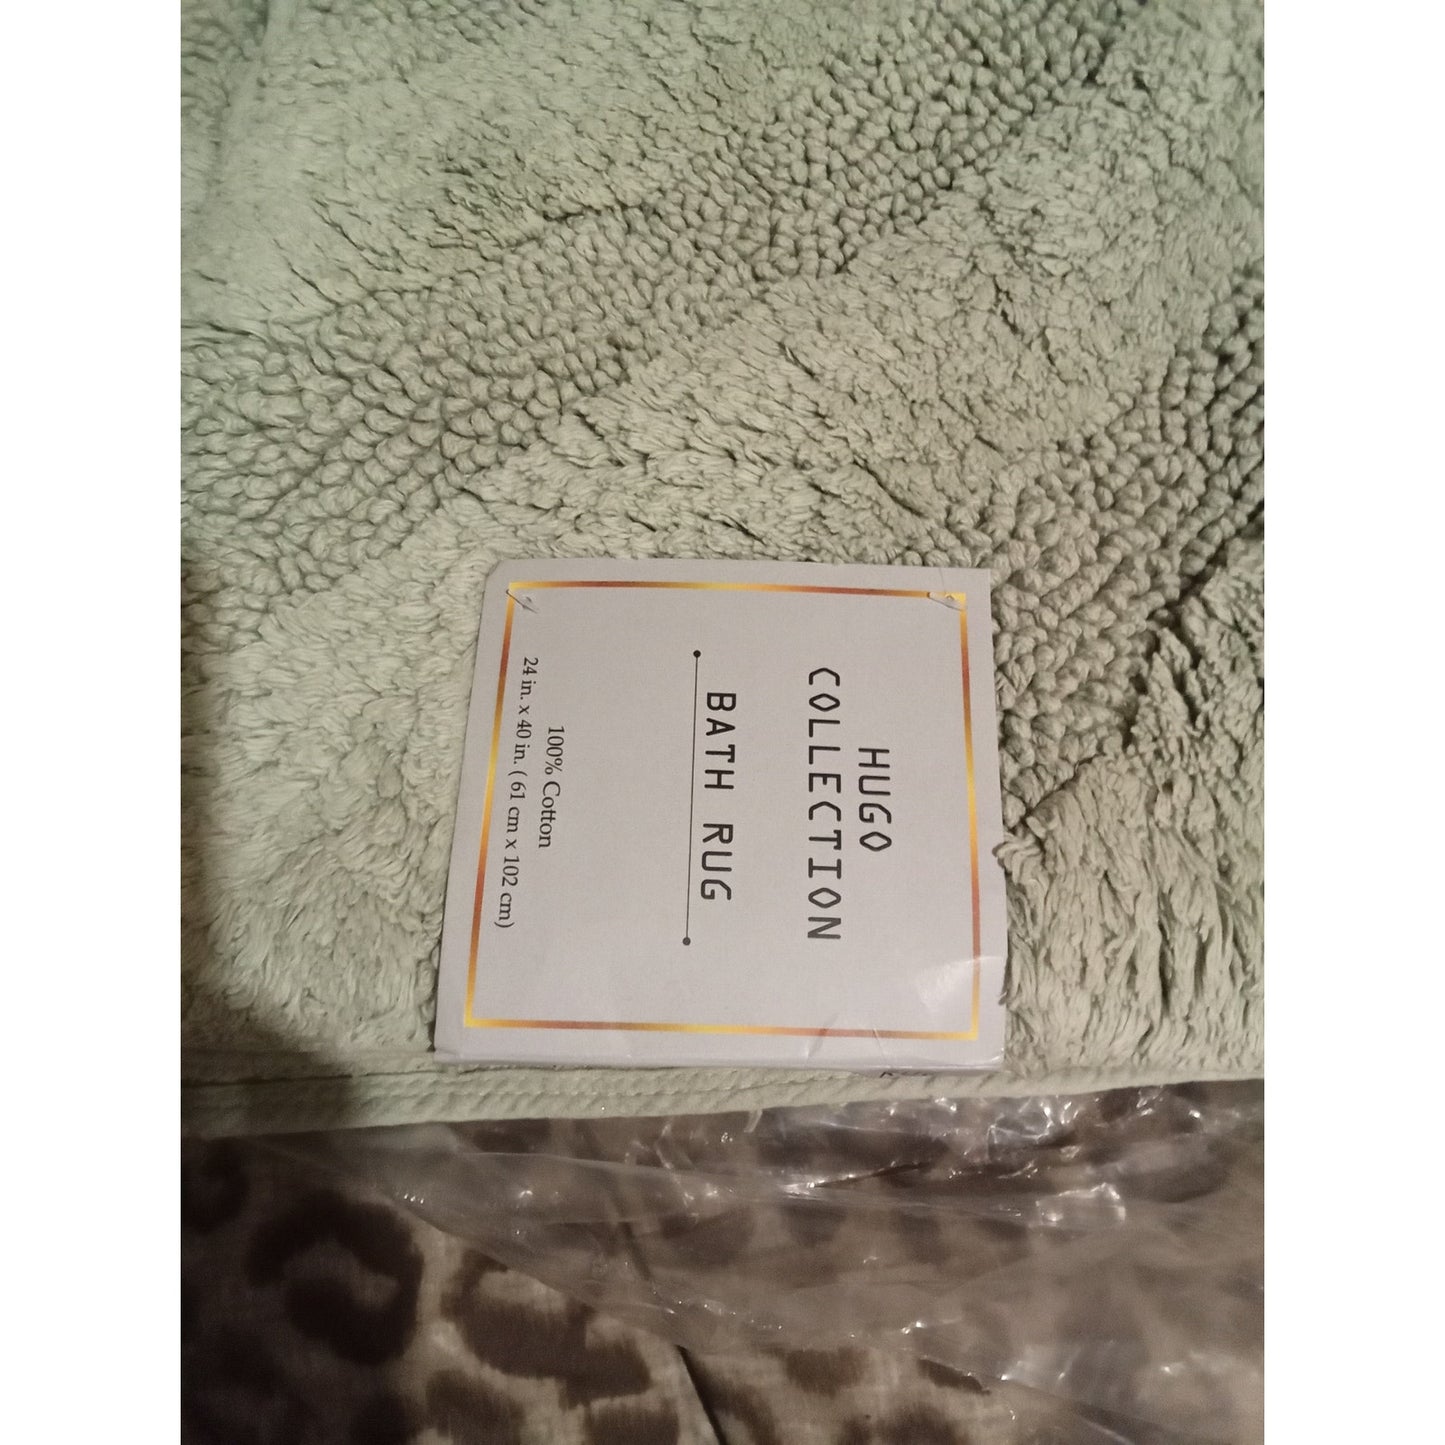 HUGO
COLLECTION
BATH RUG
100% Cotton
24 in. x 40 in. ( 61 cm x 102 cm)